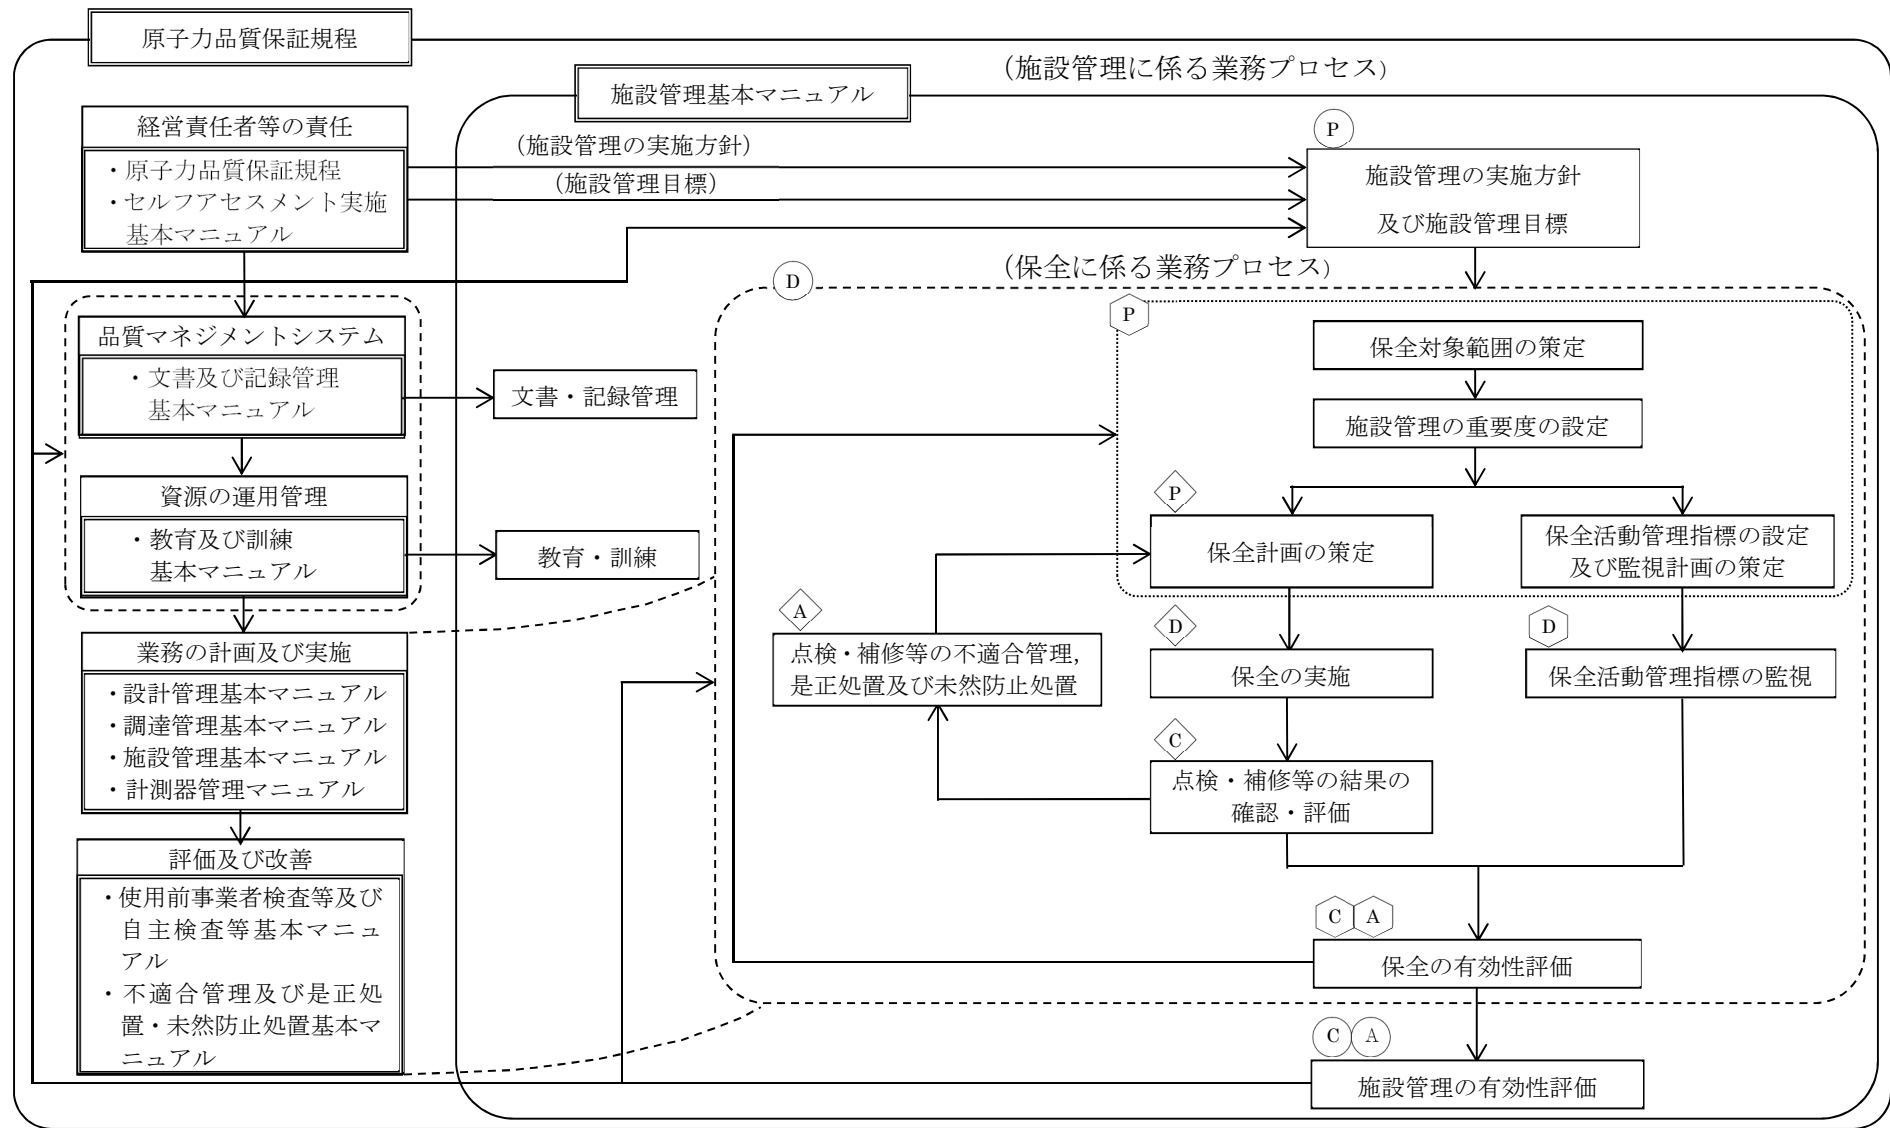 原子力品質保証規程
(施設管理に係る業務プロセス)
施設管理基本マニュアル
経営責任者等の責任
・原子力品質保証規程
・セルフアセスメント実施
基本マニュアル
(施設管理の実施方針)
(施設管理目標)
P
施設管理の実施方針
及び施設管理目標
(保全に係る業務プロセス)
D
P
品質マネジメントシステム
・文書及び記録管理
基本マニュアル
文書・記録管理
資源の運用管理
・教育及び訓練
基本マニュアル
教育・訓練
保全対象範囲の策定
施設管理の重要度の設定
P
保全計画の策定
保全活動管理指標の設定
及び監視計画の策定
A
点検・補修等の不適合管理,
是正処置及び未然防止処置
D
保全の実施
D
保全活動管理指標の監視
C
点検・補修等の結果の
確認・評価
業務の計画及び実施
・設計管理基本マニュアル
・調達管理基本マニュアル
・施設管理基本マニュアル
・計測器管理マニュアル
評価及び改善
・使用前事業者検査等及び
自主検査等基本マニュ
アル
・不適合管理及び是正処
置・未然防止処置基本マ
ニュアル
C A
保全の有効性評価
C A
施設管理の有効性評価